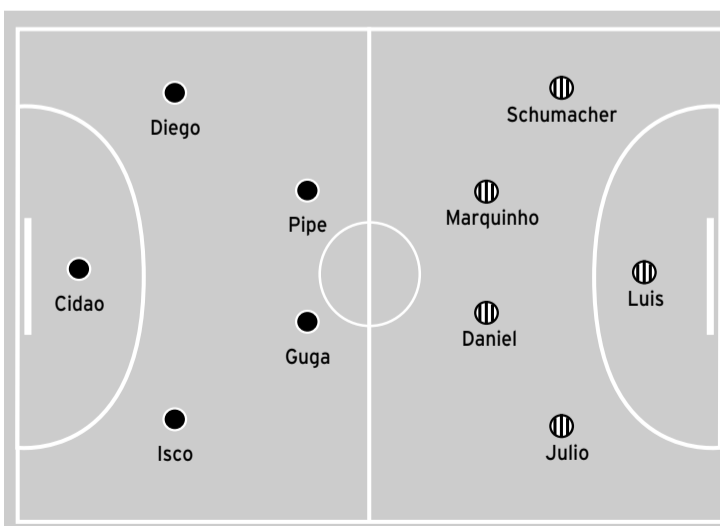 Diego
Schumacher
Pipe
Marquinho
Cidao
Luis
Guga
Daniel
Isco
Julio